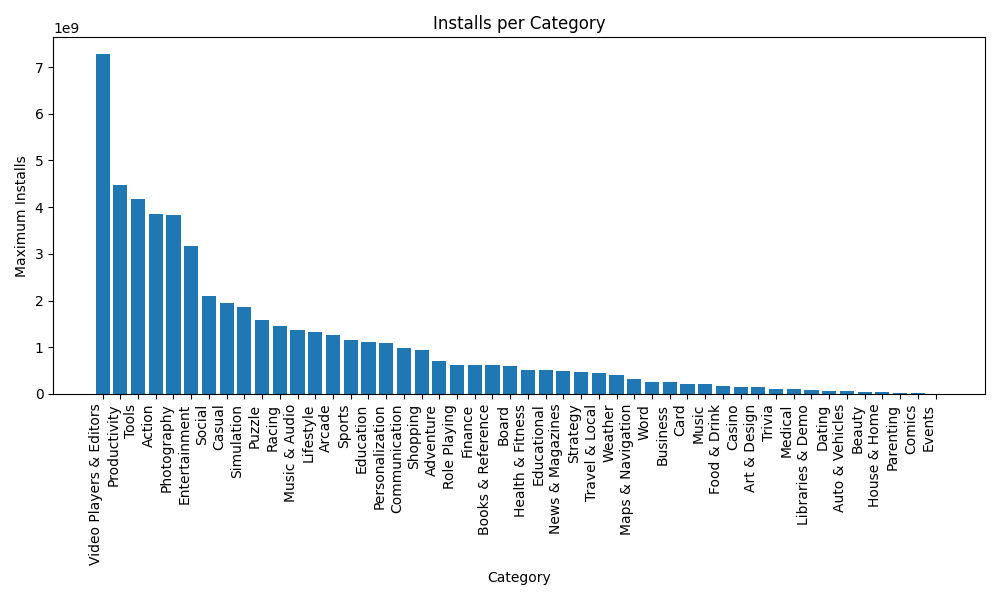 Installs per Category
1e9
Maximum Installs
7
6
5
4
3
2
1
0
Video Players & Editors
Productivity
Tools
Action
Photography
Entertainment
Social
Casual
Simulation
Puzzle
Racing
Music & Audio
Lifestyle
Arcade
Sports
Education
Personalization
Communication
Shopping
Adventure
Role Playing
Finance
Books & Reference
Board
Health & Fitness
Educational
News & Magazines
Strategy
Travel & Local
Weather
Maps & Navigation
Word
Business
Card
Music
Food & Drink
Casino
Art & Design
Trivia
Medical
Libraries & Demo
Dating
Auto & Vehicles
Beauty
House & Home
Parenting
Comics
Events
Category